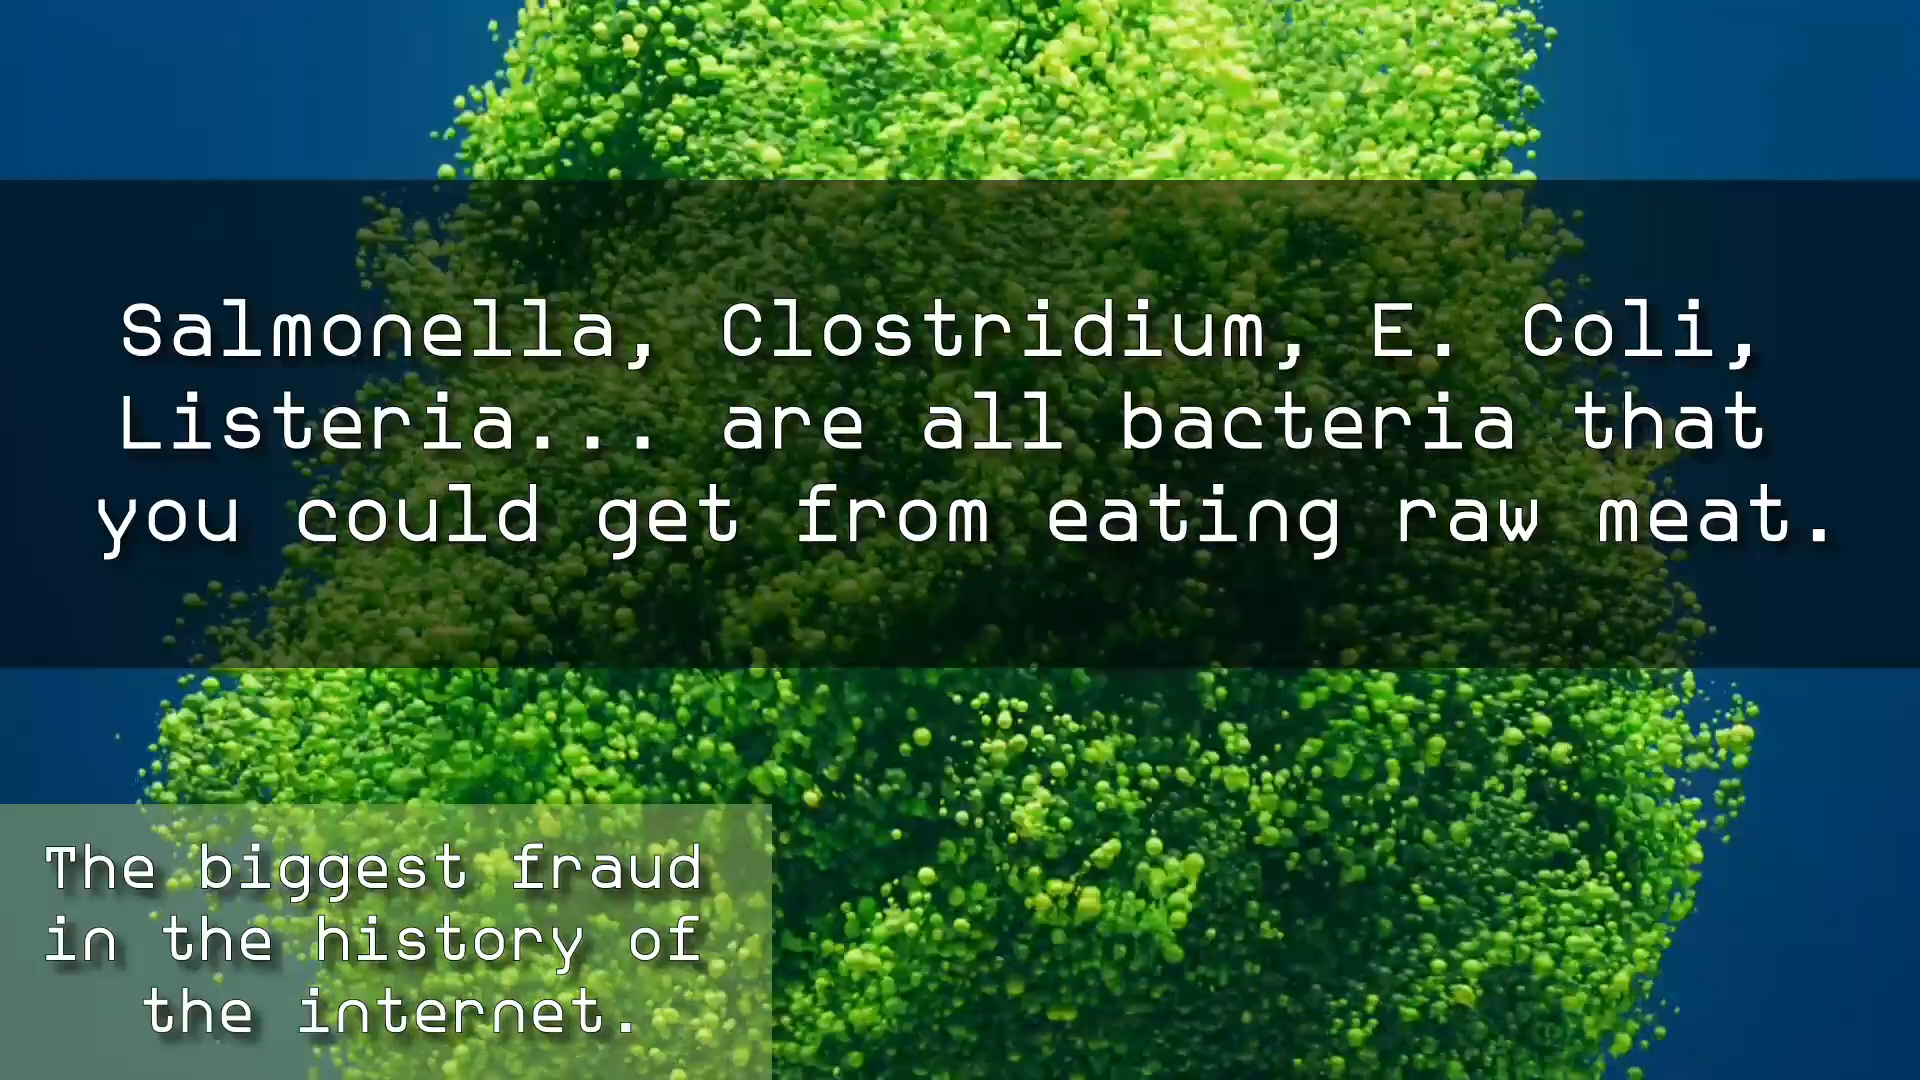 Salmonella, Clostridium, E. Coli,
Listeria... are all bacteria that
you could get from eating raw meat.
The biggest fraud
in the history of
the internet.